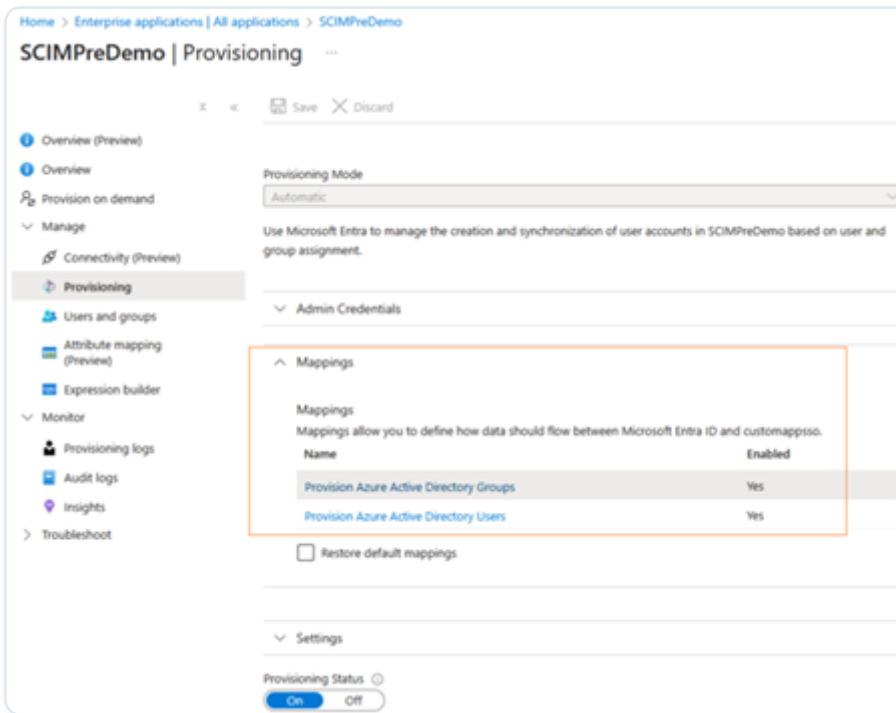 Home > Enterprise applications | All applications > SCIMPreDemo
SCIMPreDemo | Provisioning ...
Save Discard
Overview (Preview)
Overview
Provision on demand
Manage
Connectivity (Preview)
Provisioning
Users and groups
Attribute mapping
(Preview)
Expression builder
Monitor
Provisioning logs
Audit logs
Insights
Troubleshoot
Provisioning Mode
Automatic
Use Microsoft Entra to manage the creation and synchronization of user accounts in SCIMPreDemo based on user and
group assignment.
Admin Credentials
Mappings
Mappings
Mappings allow you to define how data should flow between Microsoft Entra ID and customappsso.
Name Enabled
Provision Azure Active Directory Groups Yes
Provision Azure Active Directory Users Yes
Restore default mappings
Settings
Provisioning Status
On Off